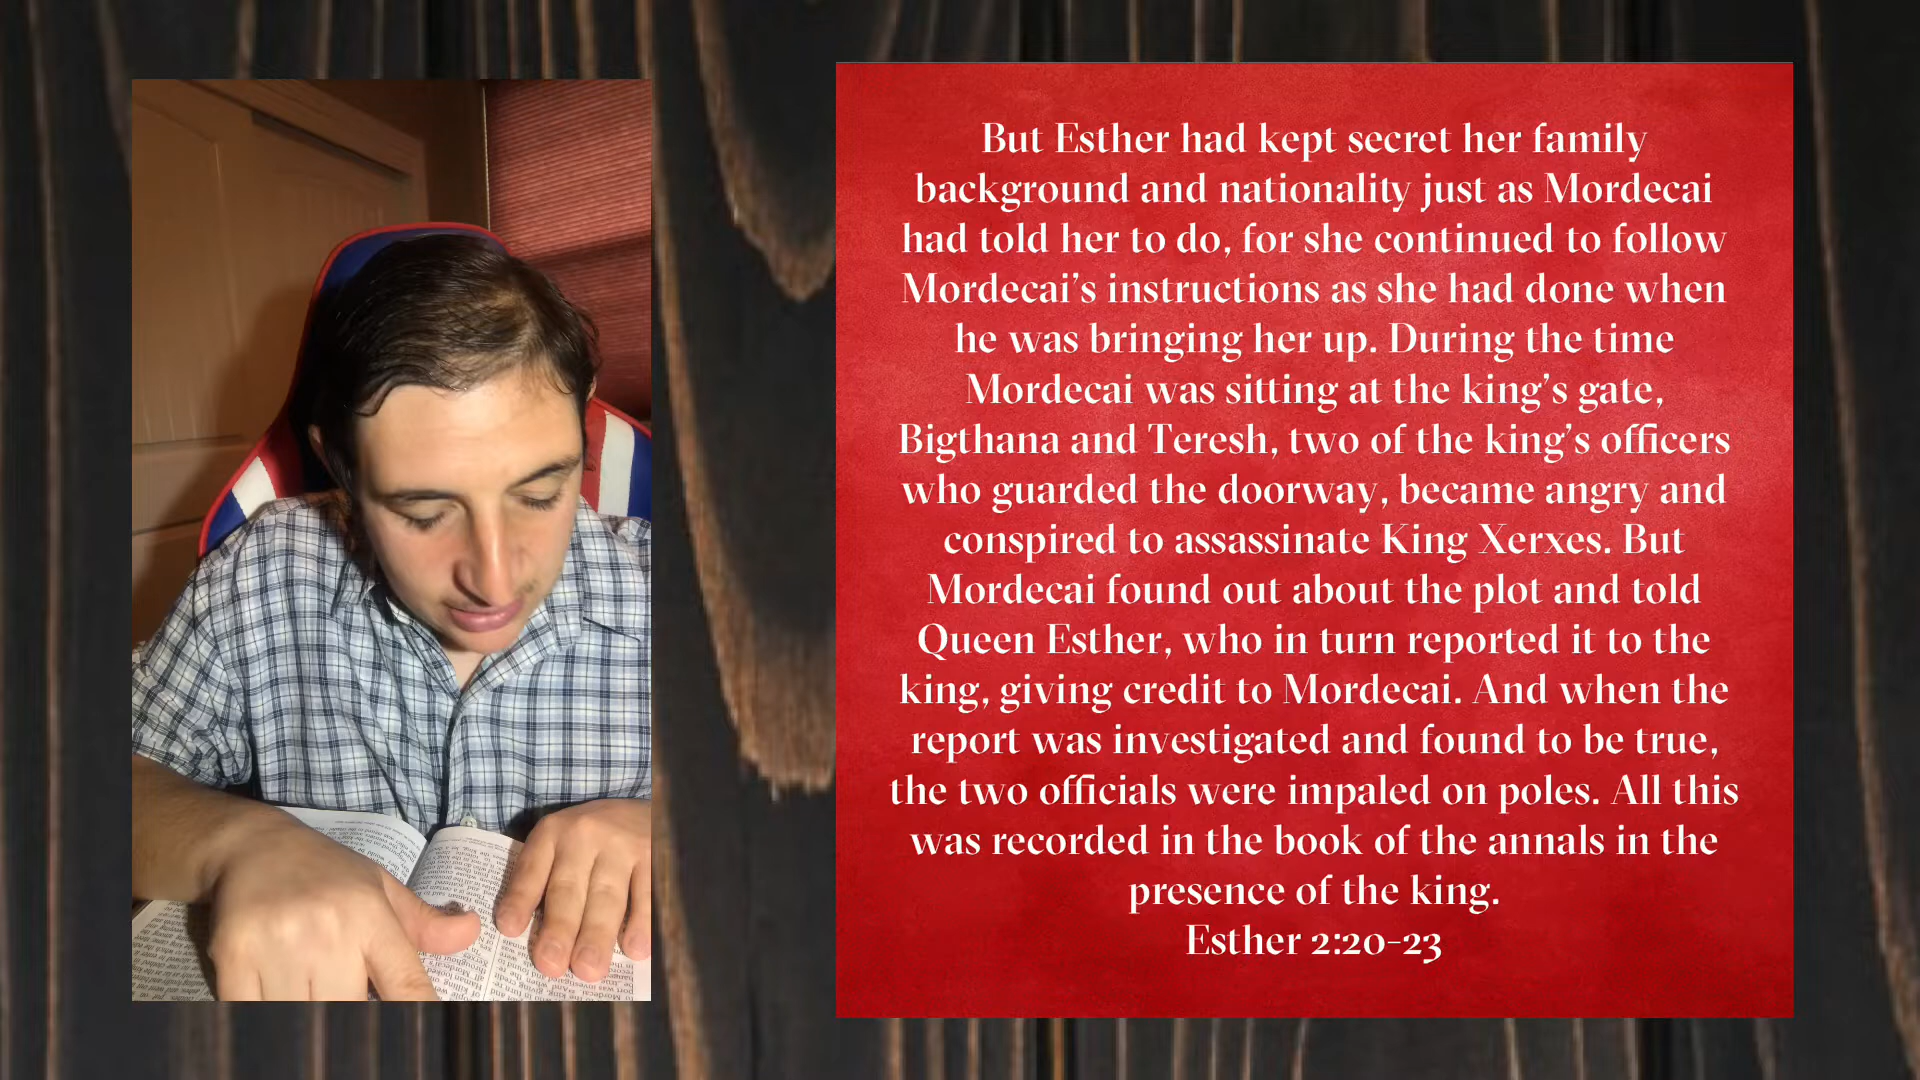 But Esther had kept secret her family
background and nationality just as Mordecai
had told her to do, for she continued to follow
Mordecai’s instructions as she had done when
he was bringing her up. During the time
Mordecai was sitting at the king’s gate,
Bigthana and Teresh, two of the king’s officers
who guarded the doorway, became angry and
conspired to assassinate King Xerxes. But
Mordecai found out about the plot and told
Queen Esther, who in turn reported it to the
king, giving credit to Mordecai. And when the
report was investigated and found to be true,
the two officials were impaled on poles. All this
was recorded in the book of the annals in the
presence of the king.
Esther 2:20-23